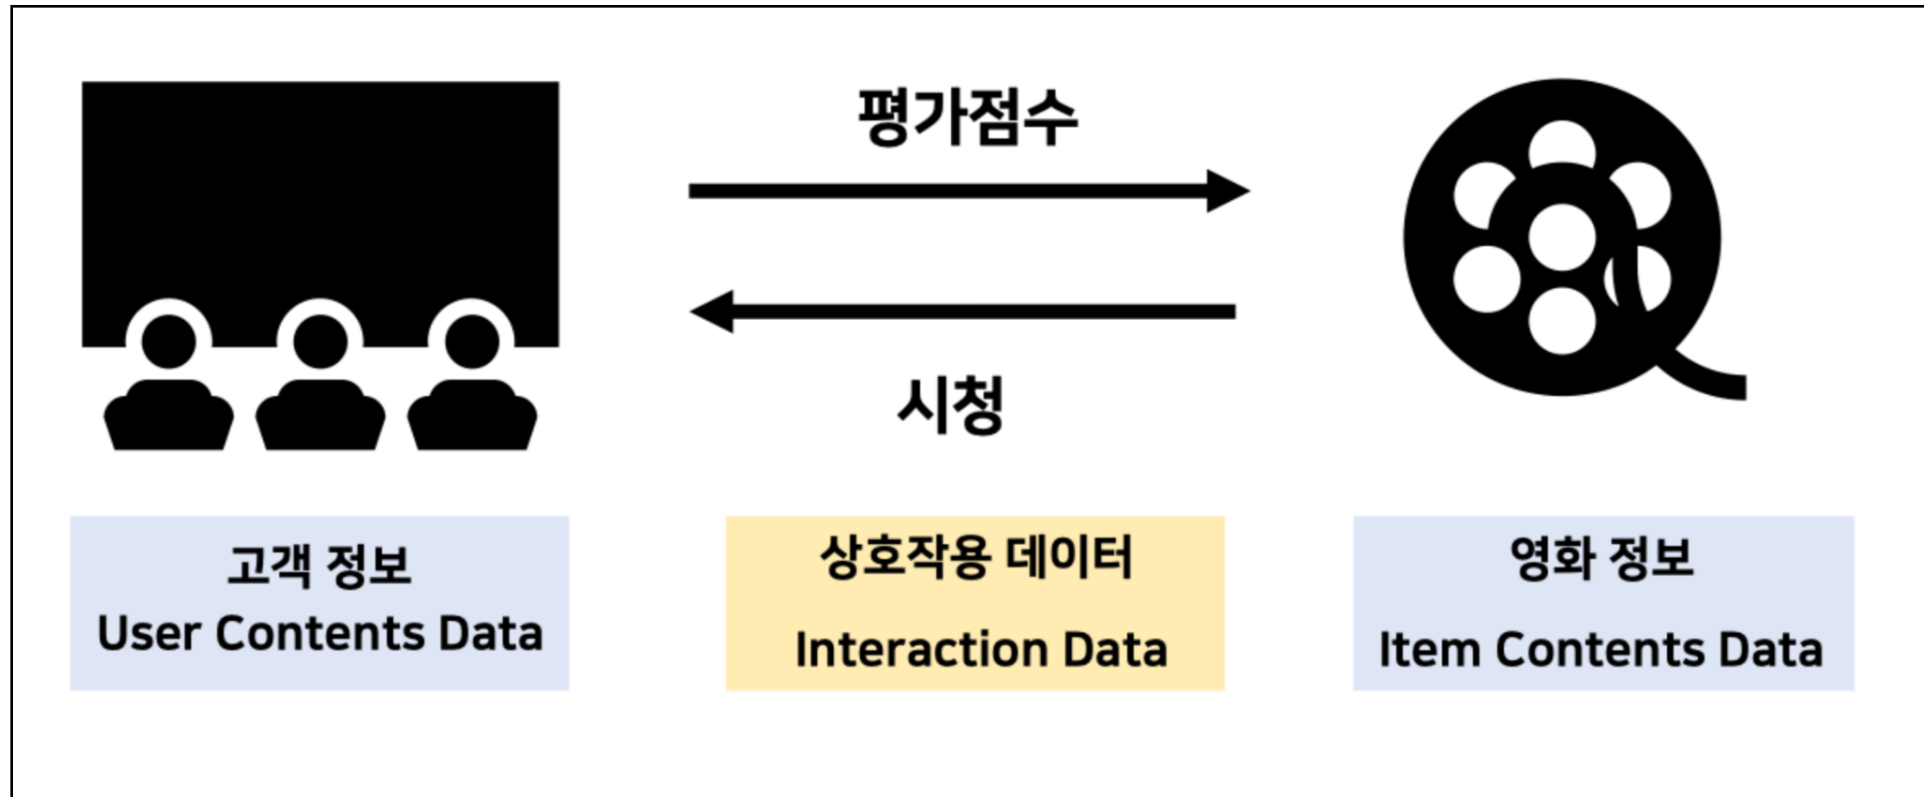 평가점수
시청
고객 정보
User Contents Data
상호작용 데이터
Interaction Data
영화 정보
Item Contents Data